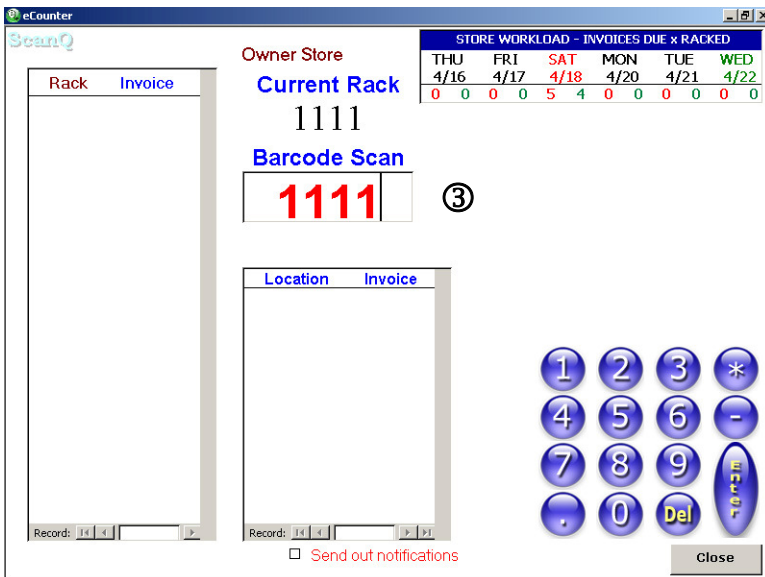 eCounter
ScanQ
Rack Invoice
Record:
Owner Store
Current Rack
1111
Barcode Scan
1111
③
Location Invoice
Record:
Send out notifications
STORE WORKLOAD - INVOICES DUE x RACKED
THU FRI SAT MON TUE WED
4/16 4/17 4/18 4/20 4/21 4/22
0 0 0 0 5 4 0 0 0 0 0 0
1 2 3 *
4 5 6 -
7 8 9 Enter
. 0 Del
Close